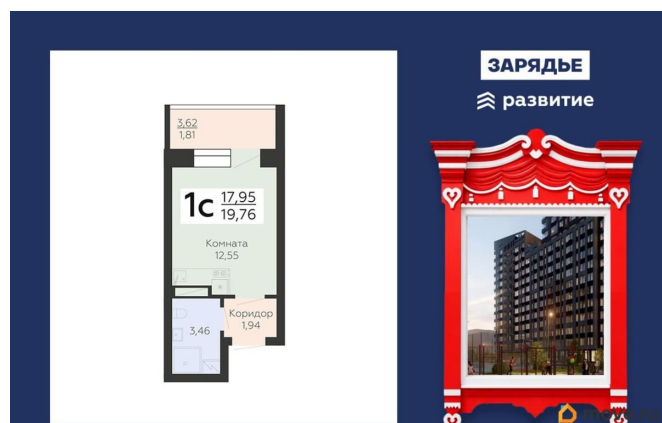 ЗАРЯДЬЕ
развитие
3,62
1,81
1С
17,95
19,76
Комната
12,55
Коридор
1,94
3,46